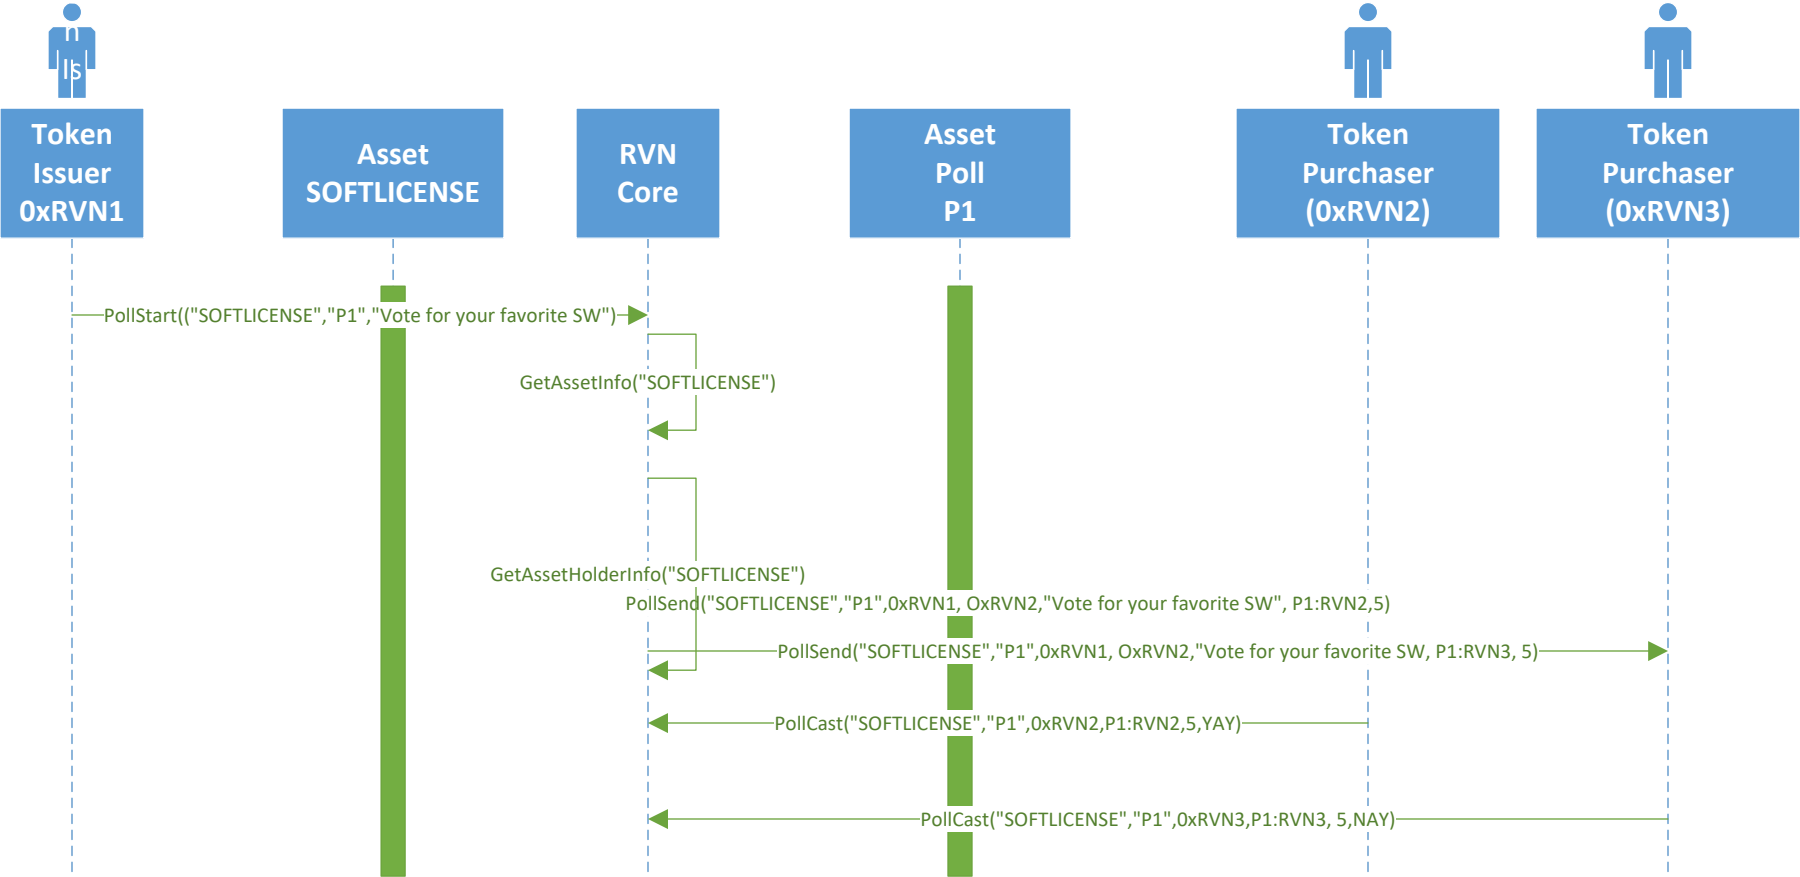 n
Is
Token
Issuer
0xRVN1
Asset
SOFTLICENSE
RVN
Core
Asset
Poll
P1
Token
Purchaser
(0xRVN2)
Token
Purchaser
(0xRVN3)
PollStart(("SOFTLICENSE","P1","Vote for your favorite SW")
GetAssetInfo("SOFTLICENSE")
GetAssetHolderInfo("SOFTLICENSE")
PollSend("SOFTLICENSE","P1",0xRVN1, OxRVN2,"Vote for your favorite SW", P1:RVN2,5)
PollSend("SOFTLICENSE","P1",0xRVN1, OxRVN2,"Vote for your favorite SW, P1:RVN3, 5)
PollCast("SOFTLICENSE","P1",0xRVN2,P1:RVN2,5,YAY)
PollCast("SOFTLICENSE","P1",0xRVN3,P1:RVN3, 5,NAY)